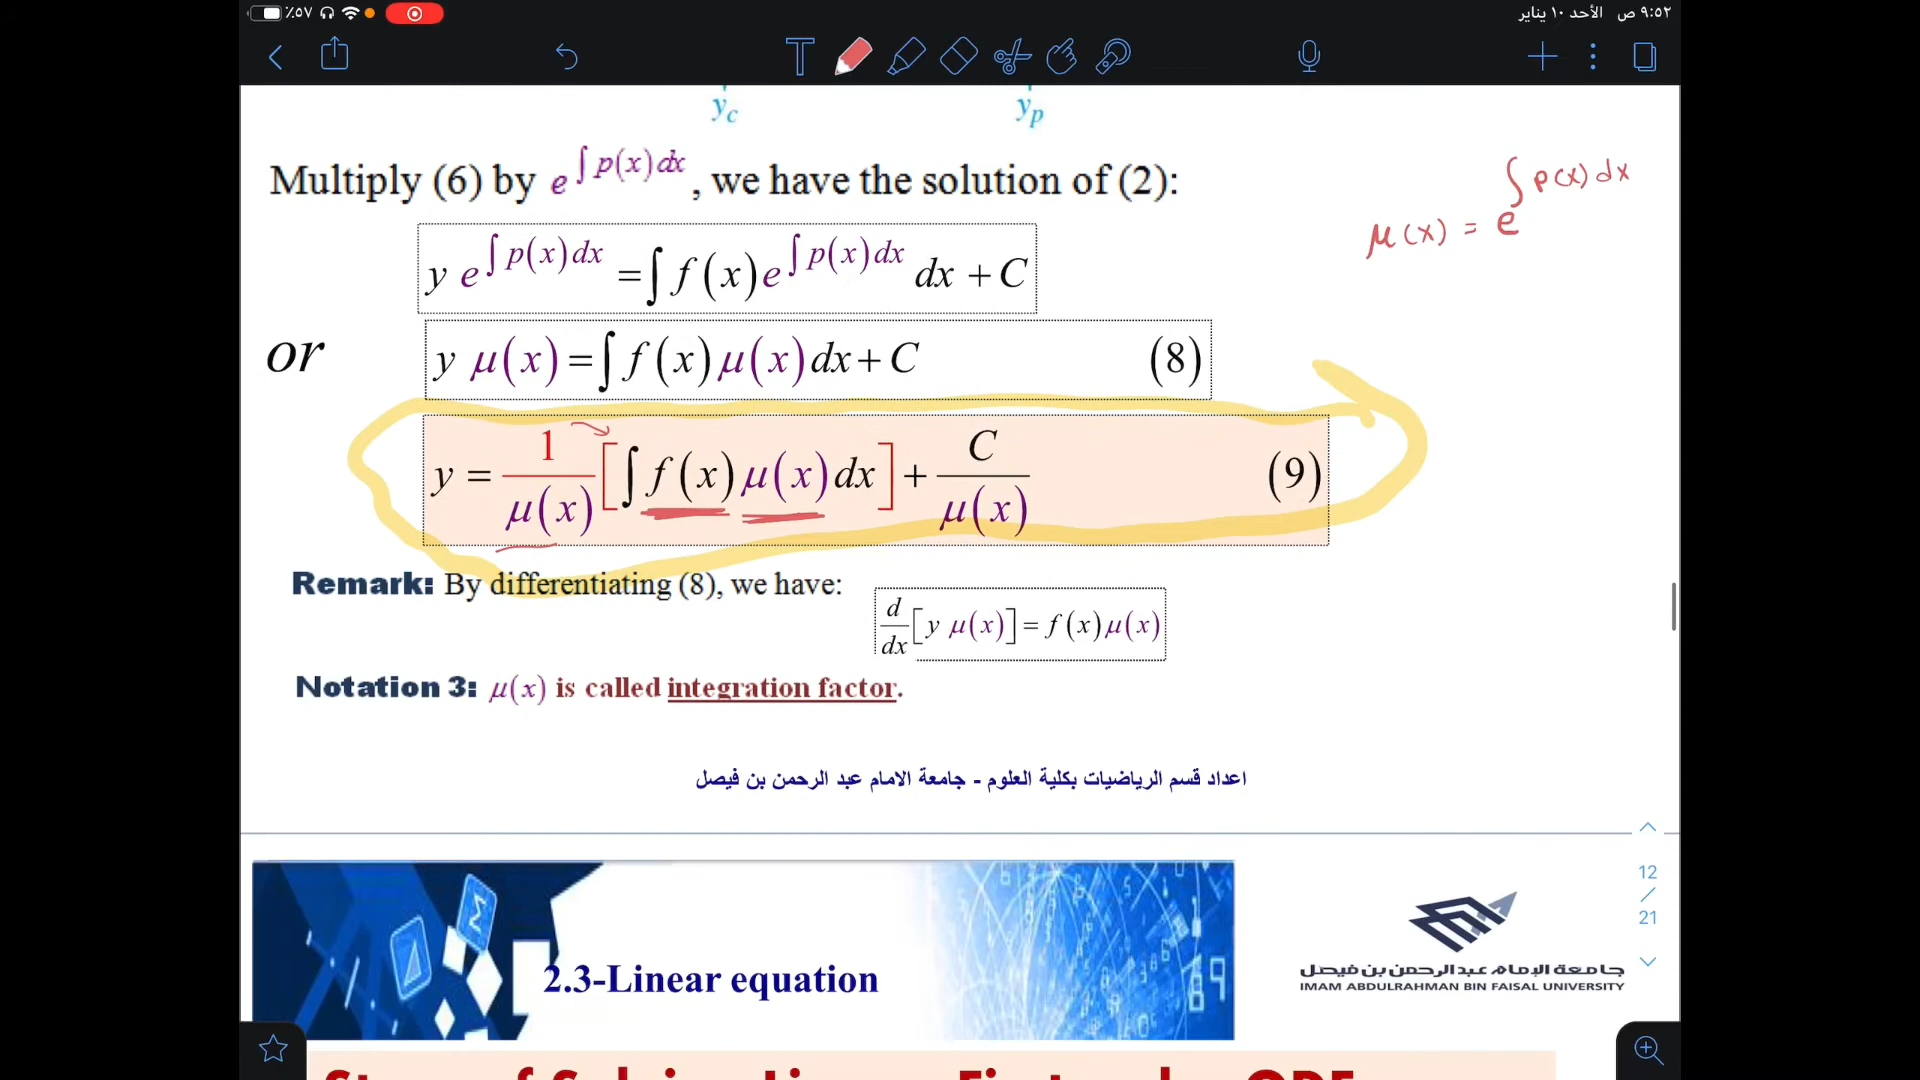 ٪٥٧
٩:٥٢ ص الأحد ١٠ يناير
y_c y_p
Multiply (6) by e^{∫p(x)dx}, we have the solution of (2):
μ(x) = e^{∫p(x)dx}
y e^{∫p(x)dx} = ∫f(x)e^{∫p(x)dx} dx + C
or y μ(x) = ∫f(x)μ(x)dx + C (8)
y = 1/μ(x) [∫f(x)μ(x)dx] + C/μ(x) (9)
Remark: By differentiating (8), we have:
d/dx [y μ(x)] = f(x)μ(x)
Notation 3: μ(x) is called integration factor.
اعداد قسم الرياضيات بكلية العلوم - جامعة الامام عبد الرحمن بن فيصل
12
/
21
2.3-Linear equation
جامعة الإمام عبد الرحمن بن فيصل
IMAM ABDULRAHMAN BIN FAISAL UNIVERSITY